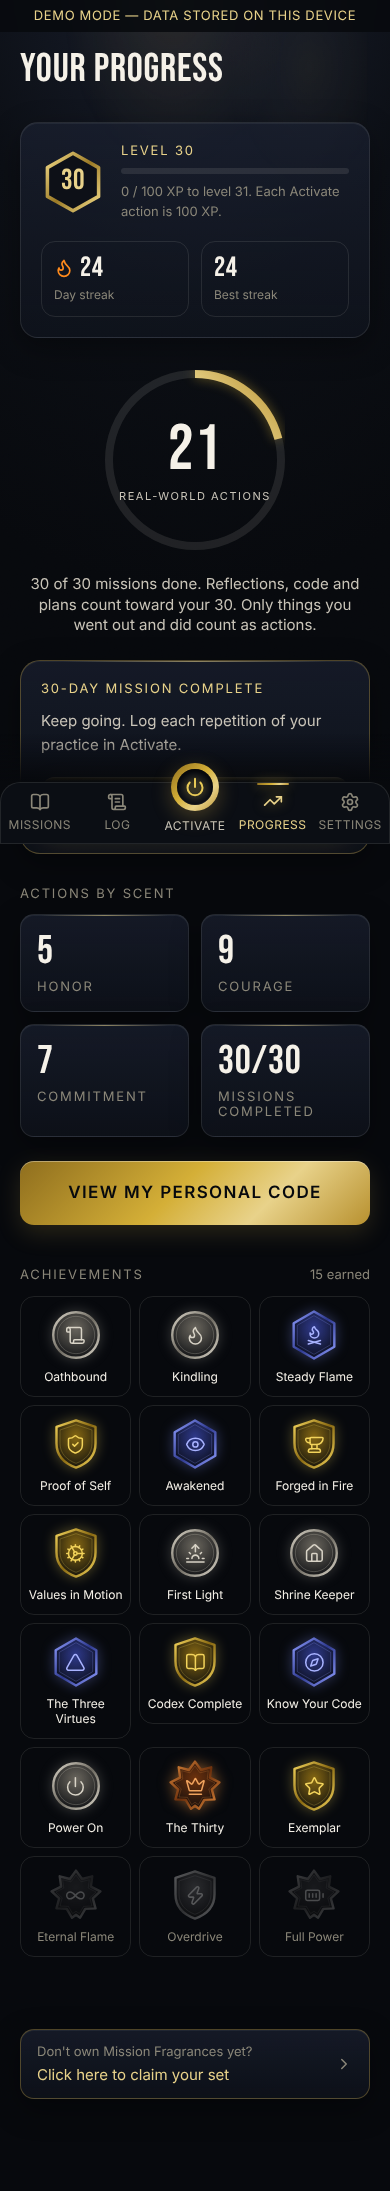 DEMO MODE — DATA STORED ON THIS DEVICE
YOUR PROGRESS
30
LEVEL 30
0 / 100 XP to level 31. Each Activate
action is 100 XP.
24
Day streak
24
Best streak
21
REAL-WORLD ACTIONS
30 of 30 missions done. Reflections, code and
plans count toward your 30. Only things you
went out and did count as actions.
30-DAY MISSION COMPLETE
Keep going. Log each repetition of your
practice in Activate.
MISSIONS
LOG
ACTIVATE
PROGRESS
SETTINGS
ACTIONS BY SCENT
5
HONOR
9
COURAGE
7
COMMITMENT
30/30
MISSIONS
COMPLETED
VIEW MY PERSONAL CODE
ACHIEVEMENTS
15 earned
Oathbound
Kindling
Steady Flame
Proof of Self
Awakened
Forged in Fire
Values in Motion
First Light
Shrine Keeper
The Three
Virtues
Codex Complete
Know Your Code
Power On
The Thirty
Exemplar
Eternal Flame
Overdrive
Full Power
Don't own Mission Fragrances yet?
Click here to claim your set